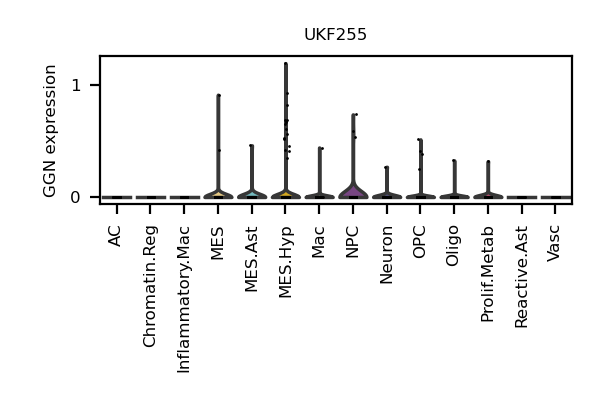 UKF255
GGN expression
1
0
AC
Chromatin.Reg
Inflammatory.Mac
MES
MES.Ast
MES.Hyp
Mac
NPC
Neuron
OPC
Oligo
Prolif.Metab
Reactive.Ast
Vasc